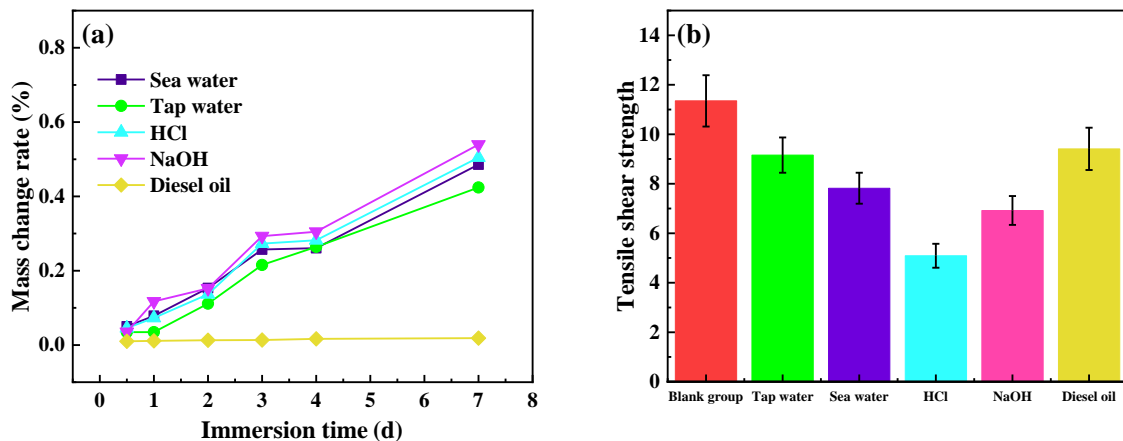 (a)
Mass change rate (%)
0.8
0.6
0.4
0.2
0.0
Sea water
Tap water
HCl
NaOH
Diesel oil
0 1 2 3 4 5 6 7 8
Immersion time (d)
(b)
Tensile shear strength
14
12
10
8
6
4
2
0
Blank group Tap water Sea water HCl NaOH Diesel oil